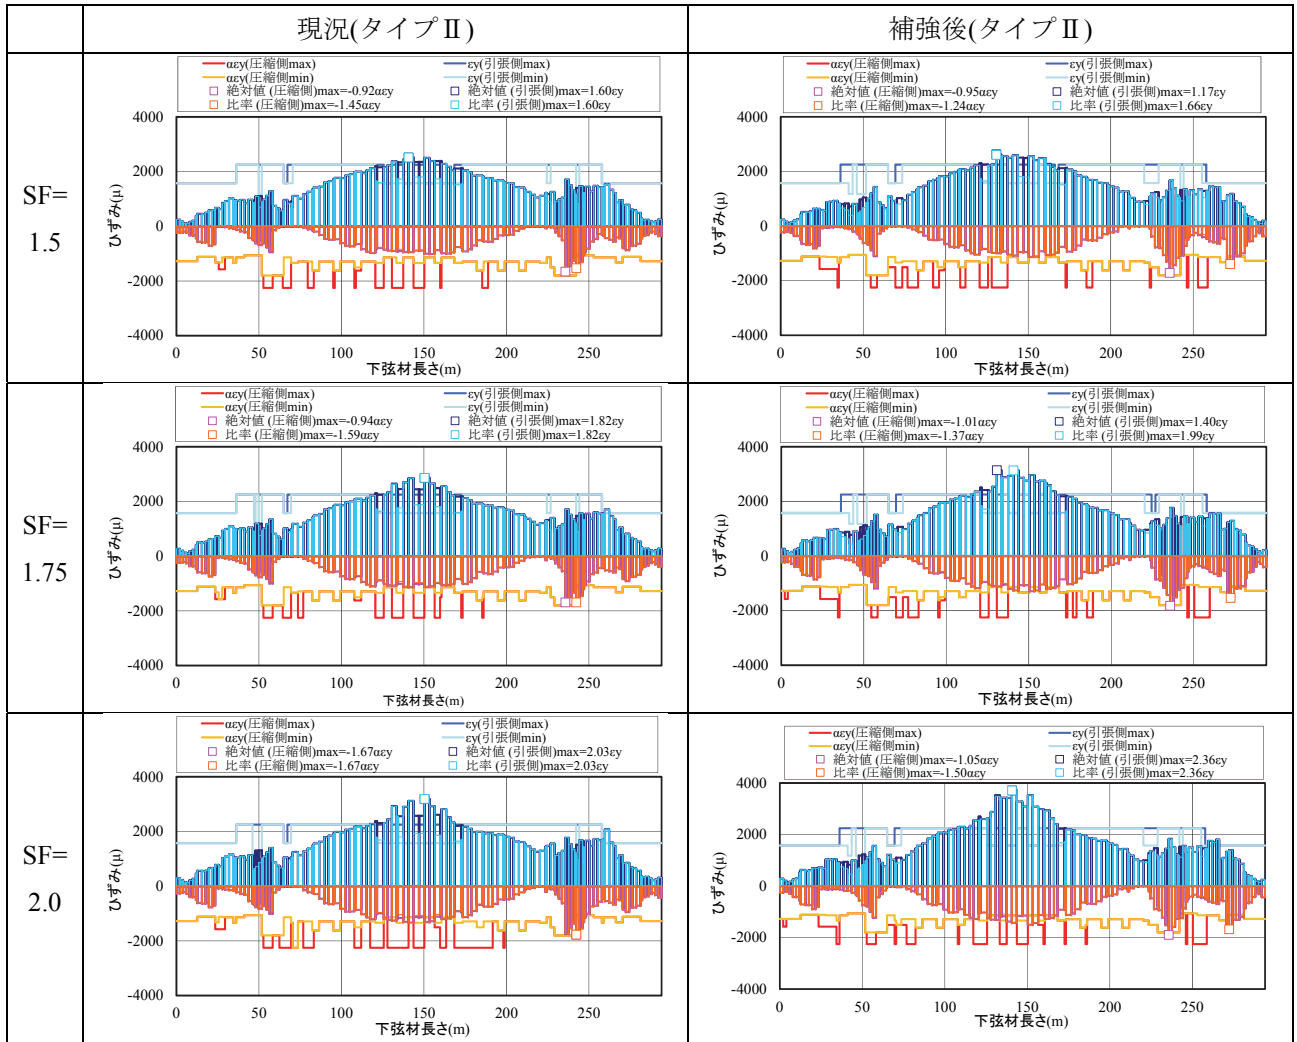 現況(タイプⅡ)
補強後(タイプⅡ)
SF=
1.5
αεy(圧縮側max) εy(引張側max)
αεy(圧縮側min) εy(引張側min)
絶対値 (圧縮側)max=-0.92αεy 絶対値 (引張側)max=1.60εy
比率 (圧縮側)max=-1.45αεy 比率 (引張側)max=1.60εy
4000
2000
0
-2000
-4000
ひずみ(μ)
0 50 100 150 200 250
下弦材長さ(m)
αεy(圧縮側max) εy(引張側max)
αεy(圧縮側min) εy(引張側min)
絶対値 (圧縮側)max=-0.95αεy 絶対値 (引張側)max=1.17εy
比率 (圧縮側)max=-1.24αεy 比率 (引張側)max=1.66εy
4000
2000
0
-2000
-4000
ひずみ(μ)
0 50 100 150 200 250
下弦材長さ(m)
SF=
1.75
αεy(圧縮側max) εy(引張側max)
αεy(圧縮側min) εy(引張側min)
絶対値 (圧縮側)max=-0.94αεy 絶対値 (引張側)max=1.82εy
比率 (圧縮側)max=-1.59αεy 比率 (引張側)max=1.82εy
4000
2000
0
-2000
-4000
ひずみ(μ)
0 50 100 150 200 250
下弦材長さ(m)
αεy(圧縮側max) εy(引張側max)
αεy(圧縮側min) εy(引張側min)
絶対値 (圧縮側)max=-1.01αεy 絶対値 (引張側)max=1.40εy
比率 (圧縮側)max=-1.37αεy 比率 (引張側)max=1.99εy
4000
2000
0
-2000
-4000
ひずみ(μ)
0 50 100 150 200 250
下弦材長さ(m)
SF=
2.0
αεy(圧縮側max) εy(引張側max)
αεy(圧縮側min) εy(引張側min)
絶対値 (圧縮側)max=-1.67αεy 絶対値 (引張側)max=2.03εy
比率 (圧縮側)max=-1.67αεy 比率 (引張側)max=2.03εy
4000
2000
0
-2000
-4000
ひずみ(μ)
0 50 100 150 200 250
下弦材長さ(m)
αεy(圧縮側max) εy(引張側max)
αεy(圧縮側min) εy(引張側min)
絶対値 (圧縮側)max=-1.05αεy 絶対値 (引張側)max=2.36εy
比率 (圧縮側)max=-1.50αεy 比率 (引張側)max=2.36εy
4000
2000
0
-2000
-4000
ひずみ(μ)
0 50 100 150 200 250
下弦材長さ(m)